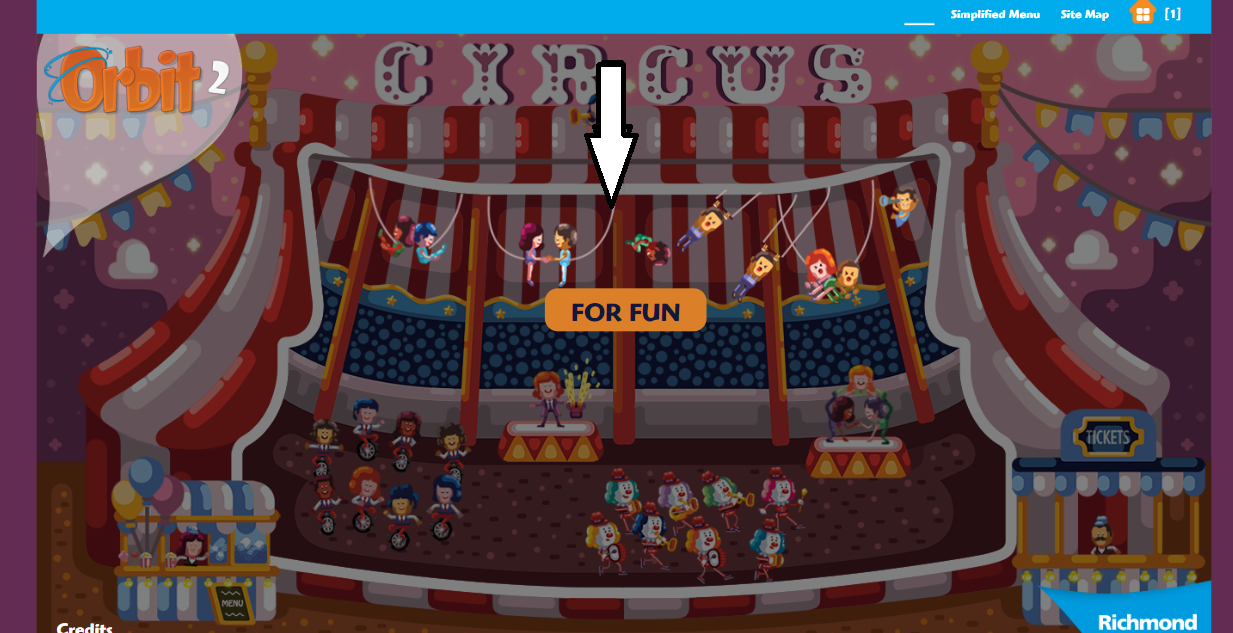 Simplified Menu Site Map [1]
Orbit 2
CIRCUS
FOR FUN
TICKETS
MENU
Credits
Richmond